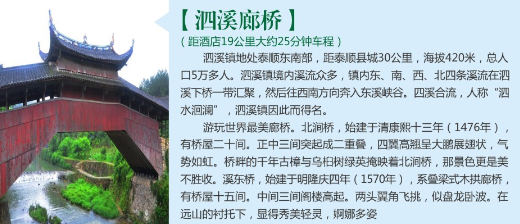 【泗溪廊桥】
（距酒店19公里大约25分钟车程）
泗溪镇地处泰顺东南部，距泰顺县城30公里，海拔420米，总人
口5万多人。泗溪镇境内溪流众多，镇内东、南、西、北四条溪流在泗
溪下桥一带汇聚，然后往西南方向奔入东溪峡谷。四溪合流，人称“泗
水洄澜”，泗溪镇因此而得名。
游玩世界最美廊桥。北涧桥，始建于清康熙十三年（1476年），
有桥屋二十间。正中三间突起成二重叠，四翼高翘呈大鹏展翅状，气
势如虹。桥畔的千年古樟与乌桕树绿英掩映着北涧桥，那景色更是美
不胜收。溪东桥，始建于明隆庆四年（1570年），系叠梁式木拱廊桥，
有桥屋十五间。中间三间阁楼高起。两头翼角飞挑，似盘龙卧波。在
远山的衬托下，显得秀美轻灵，婀娜多姿